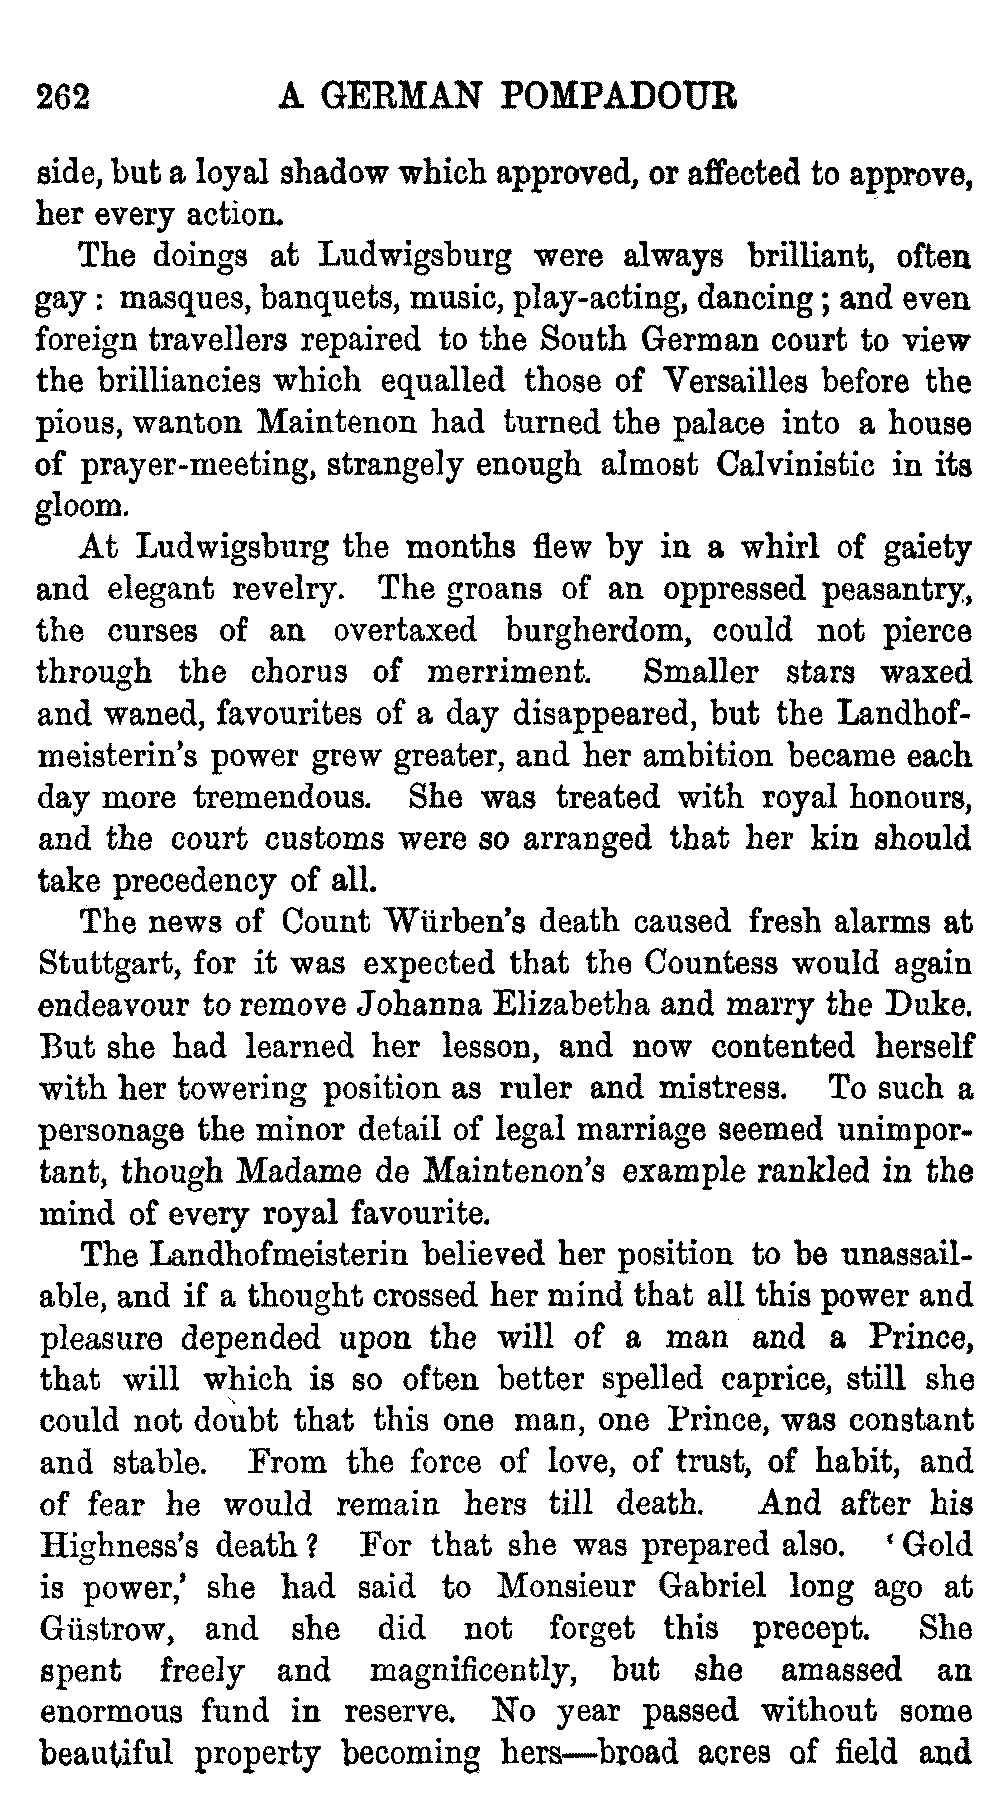 262 A GERMAN POMPADOUR
side, but a loyal shadow which approved, or affected to approve,
her every action.
The doings at Ludwigsburg were always brilliant, often
gay : masques, banquets, music, play-acting, dancing ; and even
foreign travellers repaired to the South German court to view
the brilliancies which equalled those of Versailles before the
pious, wanton Maintenon had turned the palace into a house
of prayer-meeting, strangely enough almost Calvinistic in its
gloom.
At Ludwigsburg the months flew by in a whirl of gaiety
and elegant revelry. The groans of an oppressed peasantry,
the curses of an overtaxed burgherdom, could not pierce
through the chorus of merriment. Smaller stars waxed
and waned, favourites of a day disappeared, but the Landhof-
meisterin's power grew greater, and her ambition became each
day more tremendous. She was treated with royal honours,
and the court customs were so arranged that her kin should
take precedency of all.
The news of Count Würben's death caused fresh alarms at
Stuttgart, for it was expected that the Countess would again
endeavour to remove Johanna Elizabetha and marry the Duke.
But she had learned her lesson, and now contented herself
with her towering position as ruler and mistress. To such a
personage the minor detail of legal marriage seemed unimpor-
tant, though Madame de Maintenon's example rankled in the
mind of every royal favourite.
The Landhofmeisterin believed her position to be unassail-
able, and if a thought crossed her mind that all this power and
pleasure depended upon the will of a man and a Prince,
that will which is so often better spelled caprice, still she
could not doubt that this one man, one Prince, was constant
and stable. From the force of love, of trust, of habit, and
of fear he would remain hers till death. And after his
Highness's death ? For that she was prepared also. ‘ Gold
is power,’ she had said to Monsieur Gabriel long ago at
Güstrow, and she did not forget this precept. She
spent freely and magnificently, but she amassed an
enormous fund in reserve. No year passed without some
beautiful property becoming hers—broad acres of field and